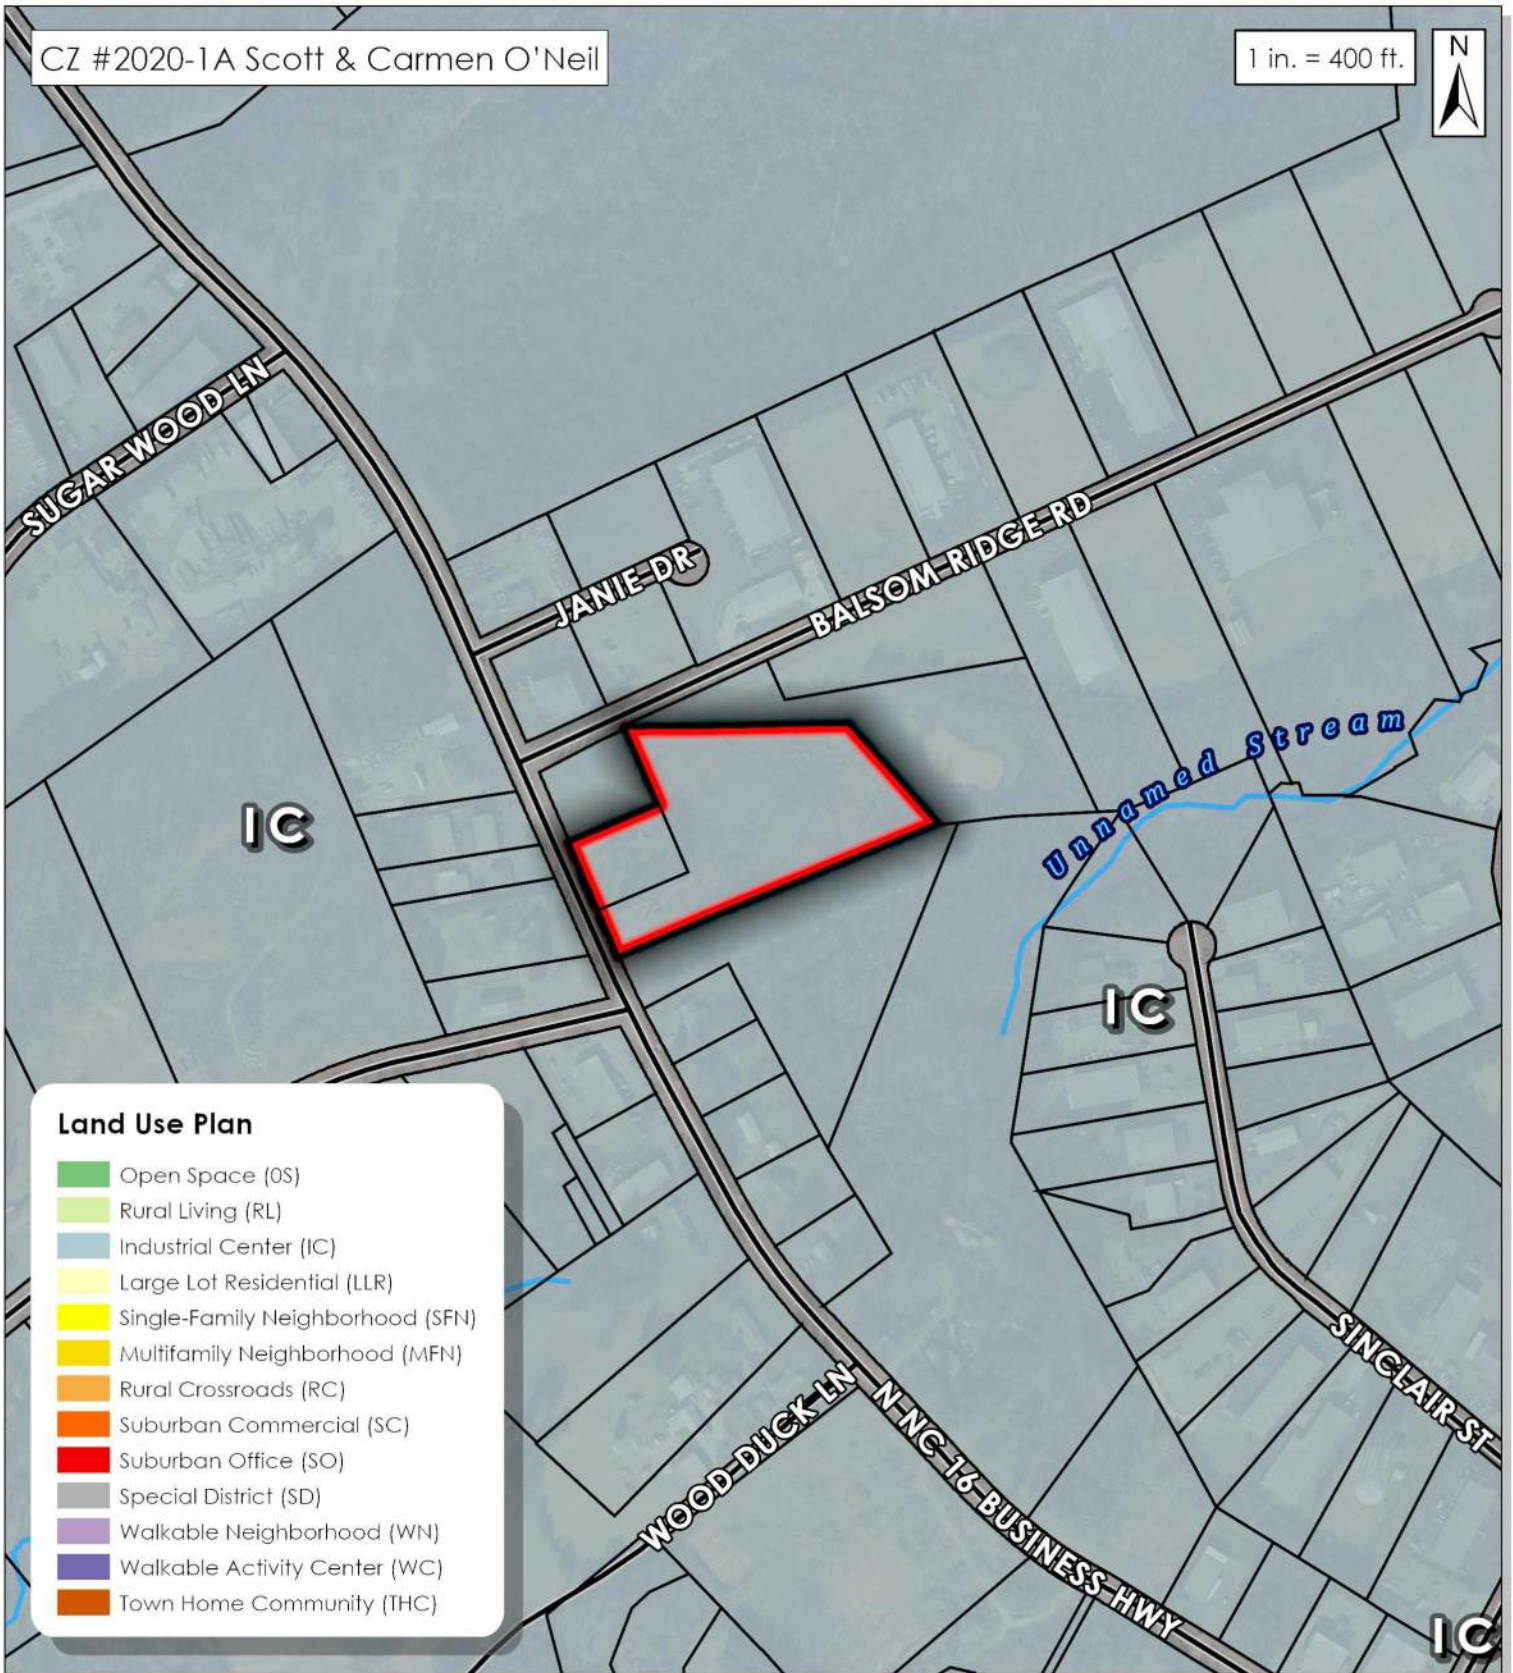 CZ #2020-1A Scott & Carmen O'Neil
1 in. = 400 ft.
N
SUGAR WOOD LN
JANIE DR
BALSOM RIDGE RD
Unnamed Stream
IC
IC
Land Use Plan
Open Space (0S)
Rural Living (RL)
Industrial Center (IC)
Large Lot Residential (LLR)
Single-Family Neighborhood (SFN)
Multifamily Neighborhood (MFN)
Rural Crossroads (RC)
Suburban Commercial (SC)
Suburban Office (SO)
Special District (SD)
Walkable Neighborhood (WN)
Walkable Activity Center (WC)
Town Home Community (THC)
WOOD DUCK LN
N NC 16 BUSINESS HWY
SINCLAIR ST
IC